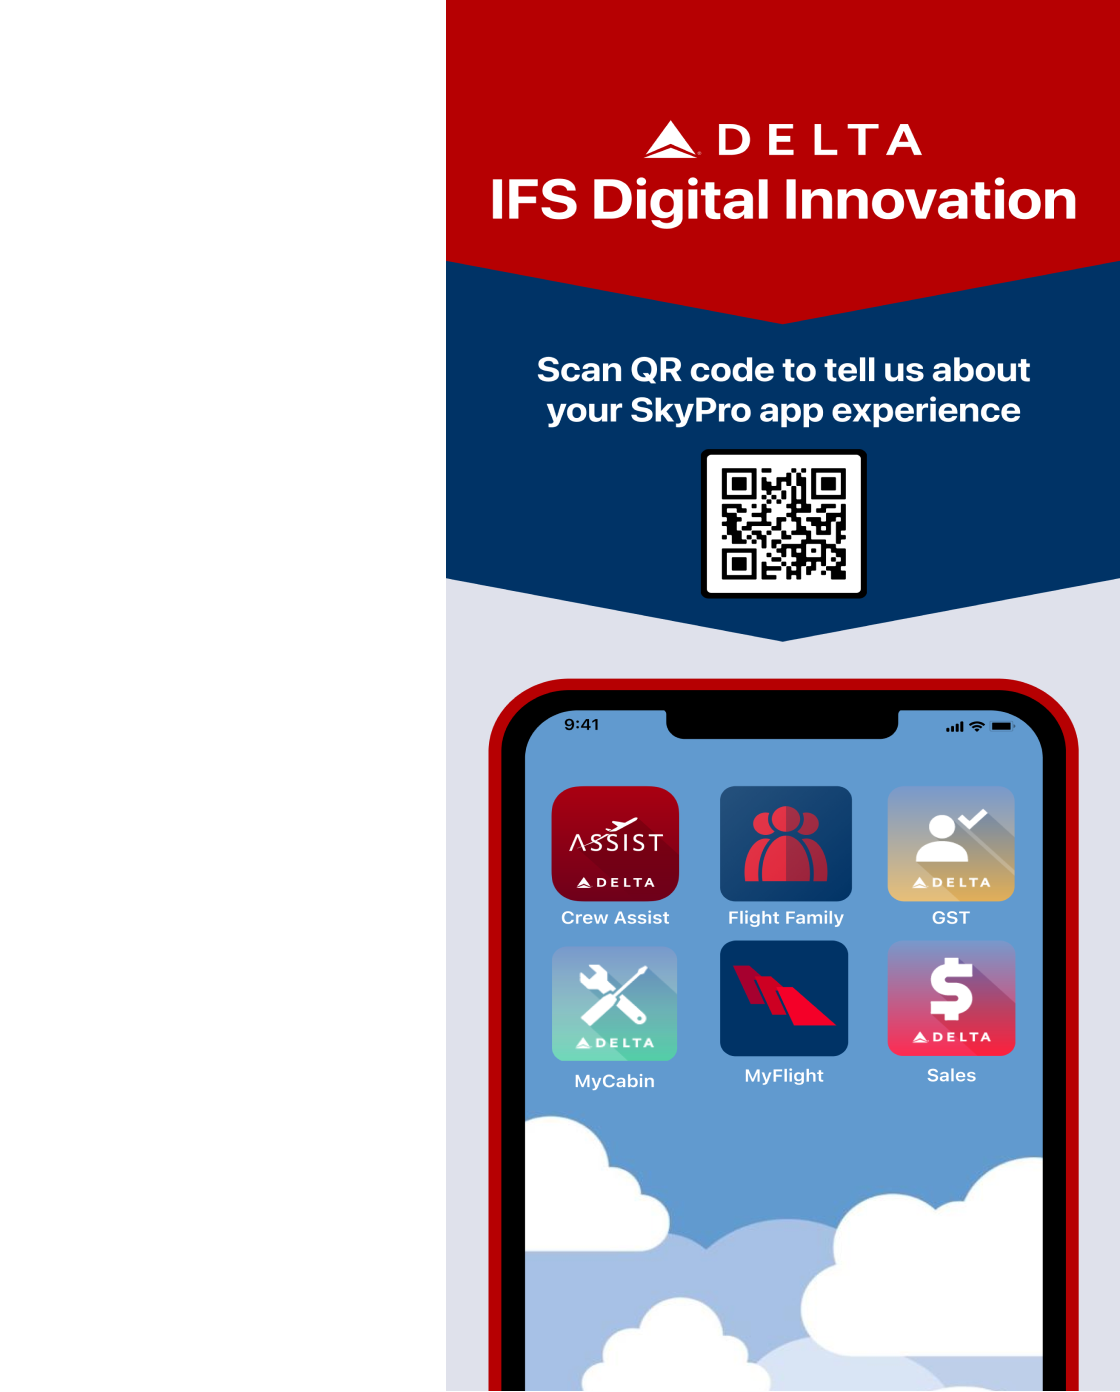 DELTA
IFS Digital Innovation
Scan QR code to tell us about
your SkyPro app experience
9:41
ASSIST
DELTA
DELTA
Crew Assist
Flight Family
GST
DELTA
DELTA
MyCabin
MyFlight
Sales